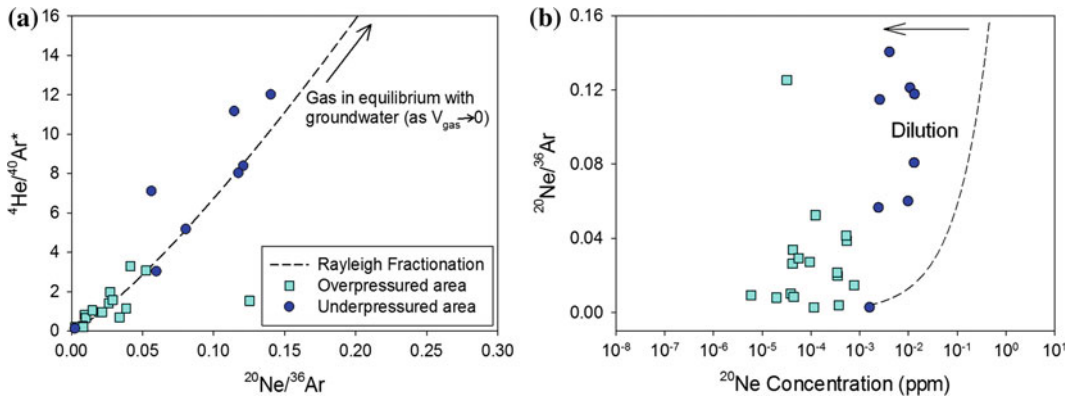 (a)
16
14
12
10
8
6
4
2
0
⁴He/⁴⁰Ar*
Gas in equilibrium with
groundwater (as V_gas→0)
Rayleigh Fractionation
Overpressured area
Underpressured area
0.00 0.05 0.10 0.15 0.20 0.25 0.30
²⁰Ne/³⁶Ar
(b)
0.16
0.12
0.08
0.04
0.00
²⁰Ne/³⁶Ar
Dilution
10⁻⁸ 10⁻⁷ 10⁻⁶ 10⁻⁵ 10⁻⁴ 10⁻³ 10⁻² 10⁻¹ 10⁰ 10¹
²⁰Ne Concentration (ppm)